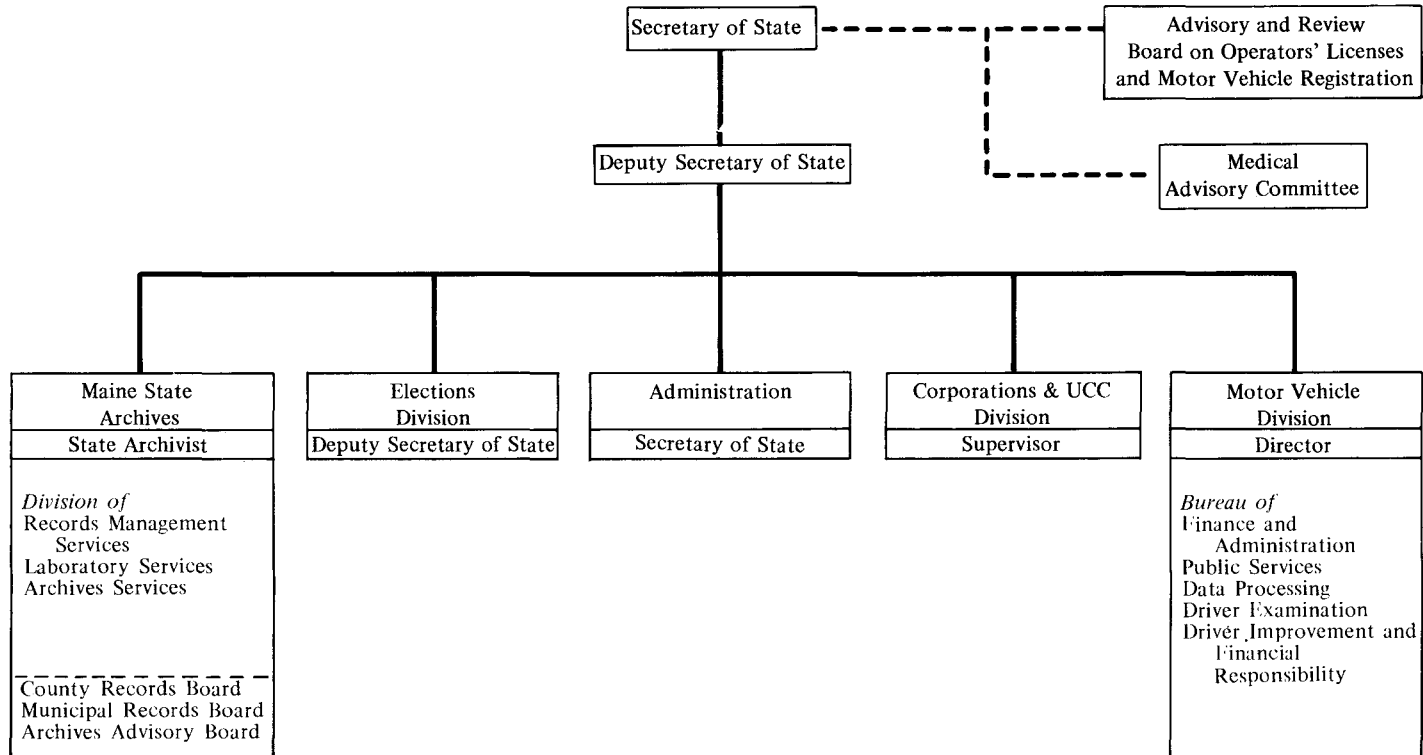 Secretary of State
Advisory and Review
Board on Operators' Licenses
and Motor Vehicle Registration
Deputy Secretary of State
Medical
Advisory Committee
Maine State
Archives
State Archivist
Division of
Records Management
Services
Laboratory Services
Archives Services
County Records Board
Municipal Records Board
Archives Advisory Board
Elections
Division
Deputy Secretary of State
Administration
Secretary of State
Corporations & UCC
Division
Supervisor
Motor Vehicle
Division
Director
Bureau of
Finance and
Administration
Public Services
Data Processing
Driver Examination
Driver Improvement and
Financial
Responsibility